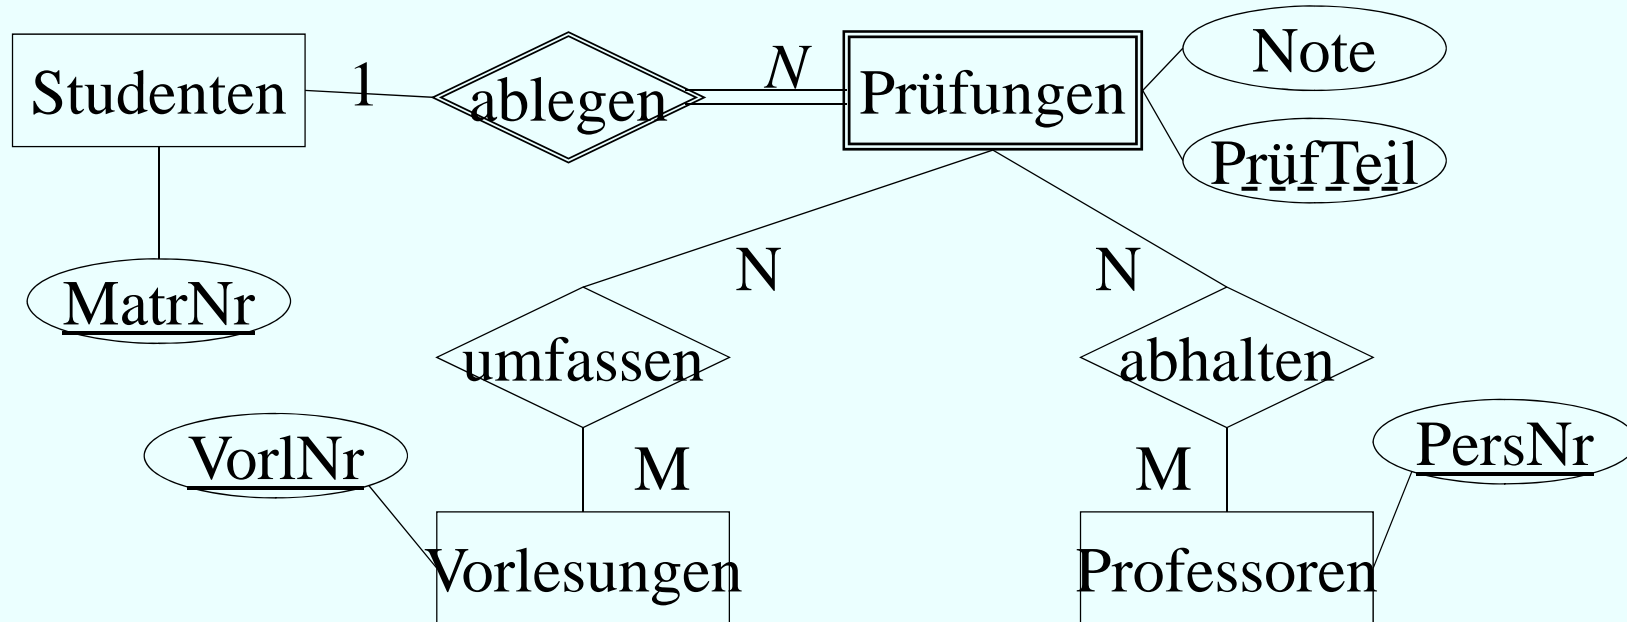 Note
Studenten
1
ablegen
N
Prüfungen
PrüfTeil
N
N
MatrNr
umfassen
abhalten
VorlNr
M
M
PersNr
Vorlesungen
Professoren